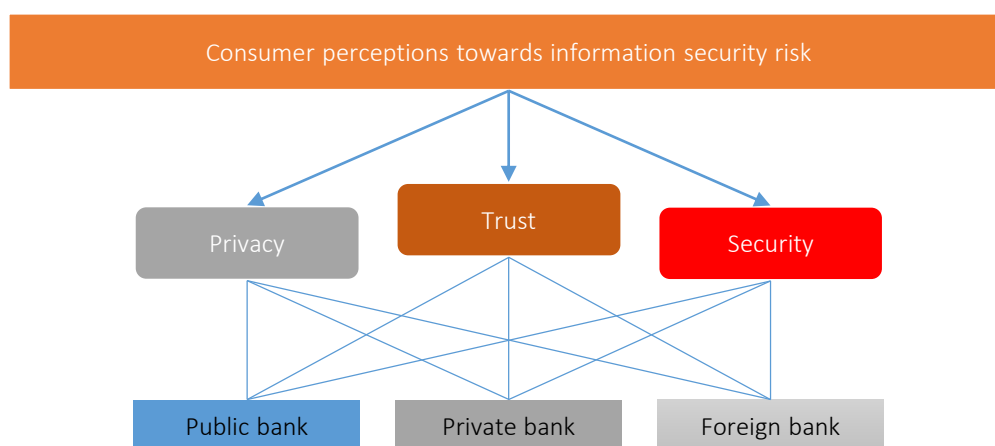 Consumer perceptions towards information security risk
Privacy
Trust
Security
Public bank
Private bank
Foreign bank